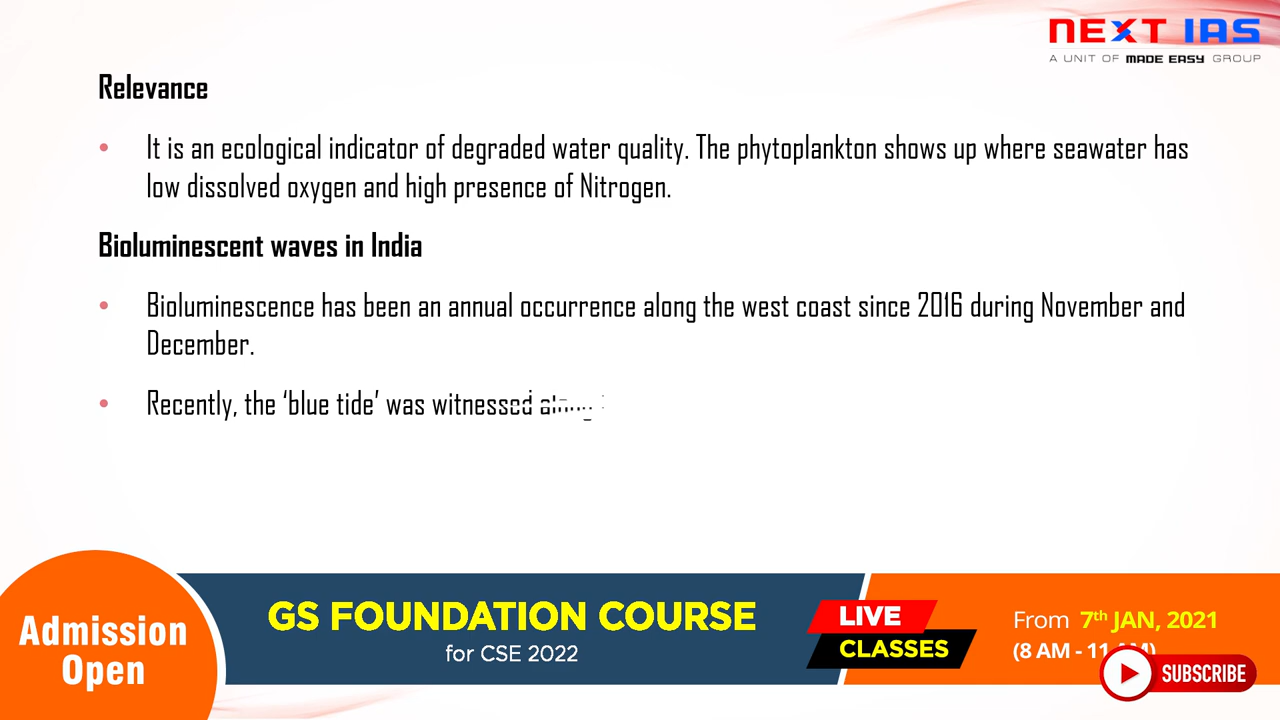 NEXT IAS
A UNIT OF MADE EASY GROUP
Relevance
• It is an ecological indicator of degraded water quality. The phytoplankton shows up where seawater has
low dissolved oxygen and high presence of Nitrogen.
Bioluminescent waves in India
• Bioluminescence has been an annual occurrence along the west coast since 2016 during November and
December.
• Recently, the ‘blue tide’ was witnessed along
Admission
Open
GS FOUNDATION COURSE
for CSE 2022
LIVE
CLASSES
From 7th JAN, 2021
(8 AM - 11 AM)
SUBSCRIBE